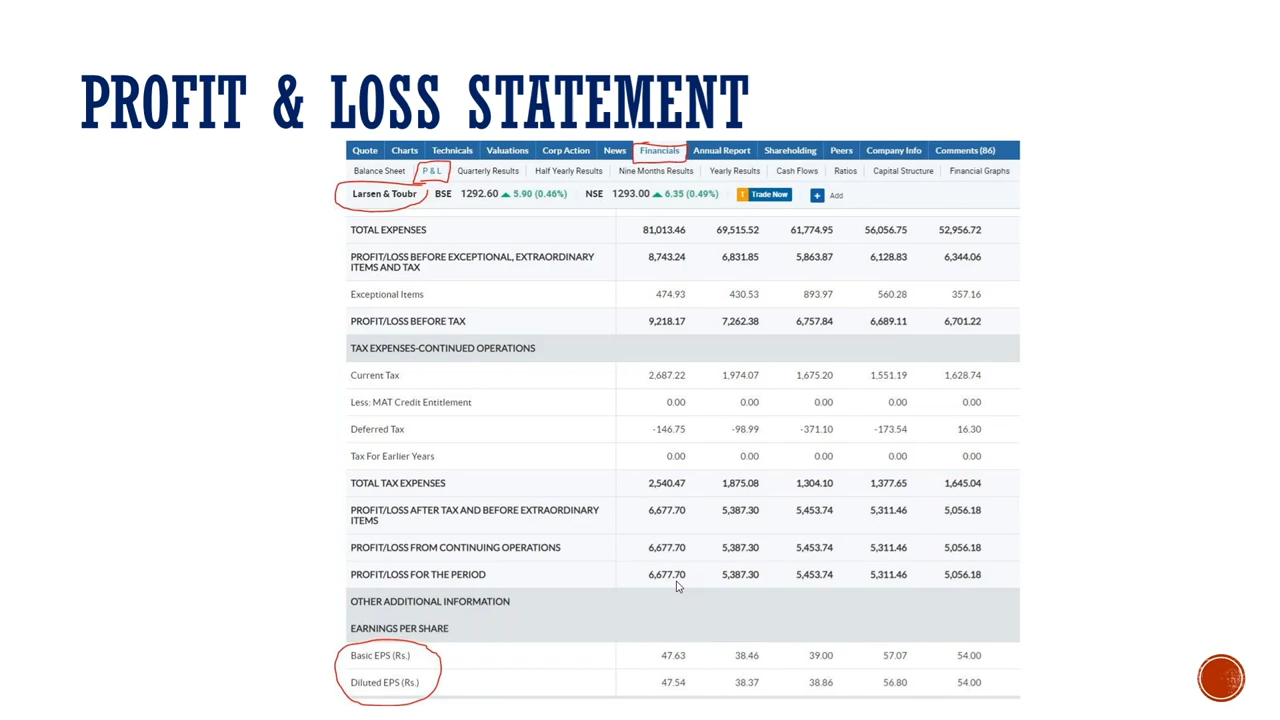 PROFIT & LOSS STATEMENT
Quote Charts Technicals Valuations Corp Action News Financials Annual Report Shareholding Peers Company Info Comments (86)
Balance Sheet P & L Quarterly Results Half Yearly Results Nine Months Results Yearly Results Cash Flows Ratios Capital Structure Financial Graphs
Larsen & Toubr BSE 1292.60 ▲ 5.90 (0.46%) NSE 1293.00 ▲ 6.35 (0.49%) T Trade Now + Add
TOTAL EXPENSES 81,013.46 69,515.52 61,774.95 56,056.75 52,956.72
PROFIT/LOSS BEFORE EXCEPTIONAL, EXTRAORDINARY 8,743.24 6,831.85 5,863.87 6,128.83 6,344.06
ITEMS AND TAX
Exceptional Items 474.93 430.53 893.97 560.28 357.16
PROFIT/LOSS BEFORE TAX 9,218.17 7,262.38 6,757.84 6,689.11 6,701.22
TAX EXPENSES-CONTINUED OPERATIONS
Current Tax 2,687.22 1,974.07 1,675.20 1,551.19 1,628.74
Less: MAT Credit Entitlement 0.00 0.00 0.00 0.00 0.00
Deferred Tax -146.75 -98.99 -371.10 -173.54 16.30
Tax For Earlier Years 0.00 0.00 0.00 0.00 0.00
TOTAL TAX EXPENSES 2,540.47 1,875.08 1,304.10 1,377.65 1,645.04
PROFIT/LOSS AFTER TAX AND BEFORE EXTRAORDINARY 6,677.70 5,387.30 5,453.74 5,311.46 5,056.18
ITEMS
PROFIT/LOSS FROM CONTINUING OPERATIONS 6,677.70 5,387.30 5,453.74 5,311.46 5,056.18
PROFIT/LOSS FOR THE PERIOD 6,677.70 5,387.30 5,453.74 5,311.46 5,056.18
OTHER ADDITIONAL INFORMATION
EARNINGS PER SHARE
Basic EPS (Rs.) 47.63 38.46 39.00 57.07 54.00
Diluted EPS (Rs.) 47.54 38.37 38.86 56.80 54.00